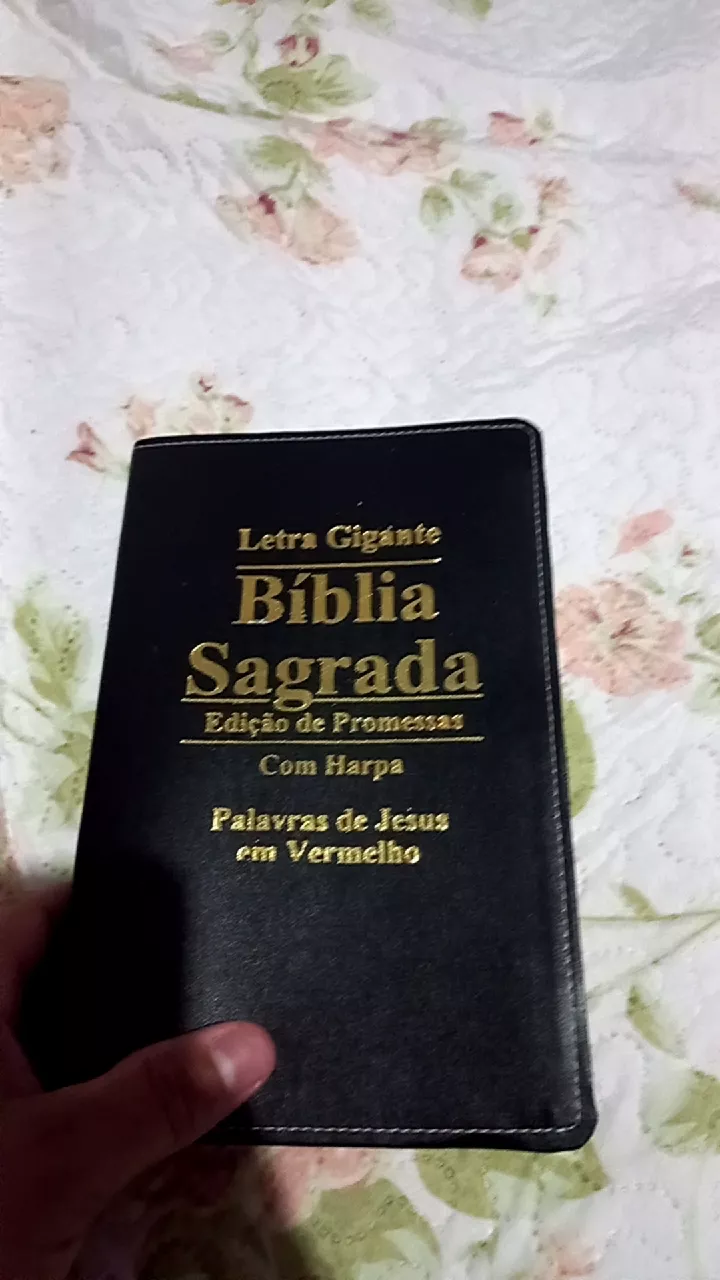 Letra Gigante
Bíblia
Sagrada
Edição de Promessas
Com Harpa
Palavras de Jesus
em Vermelho